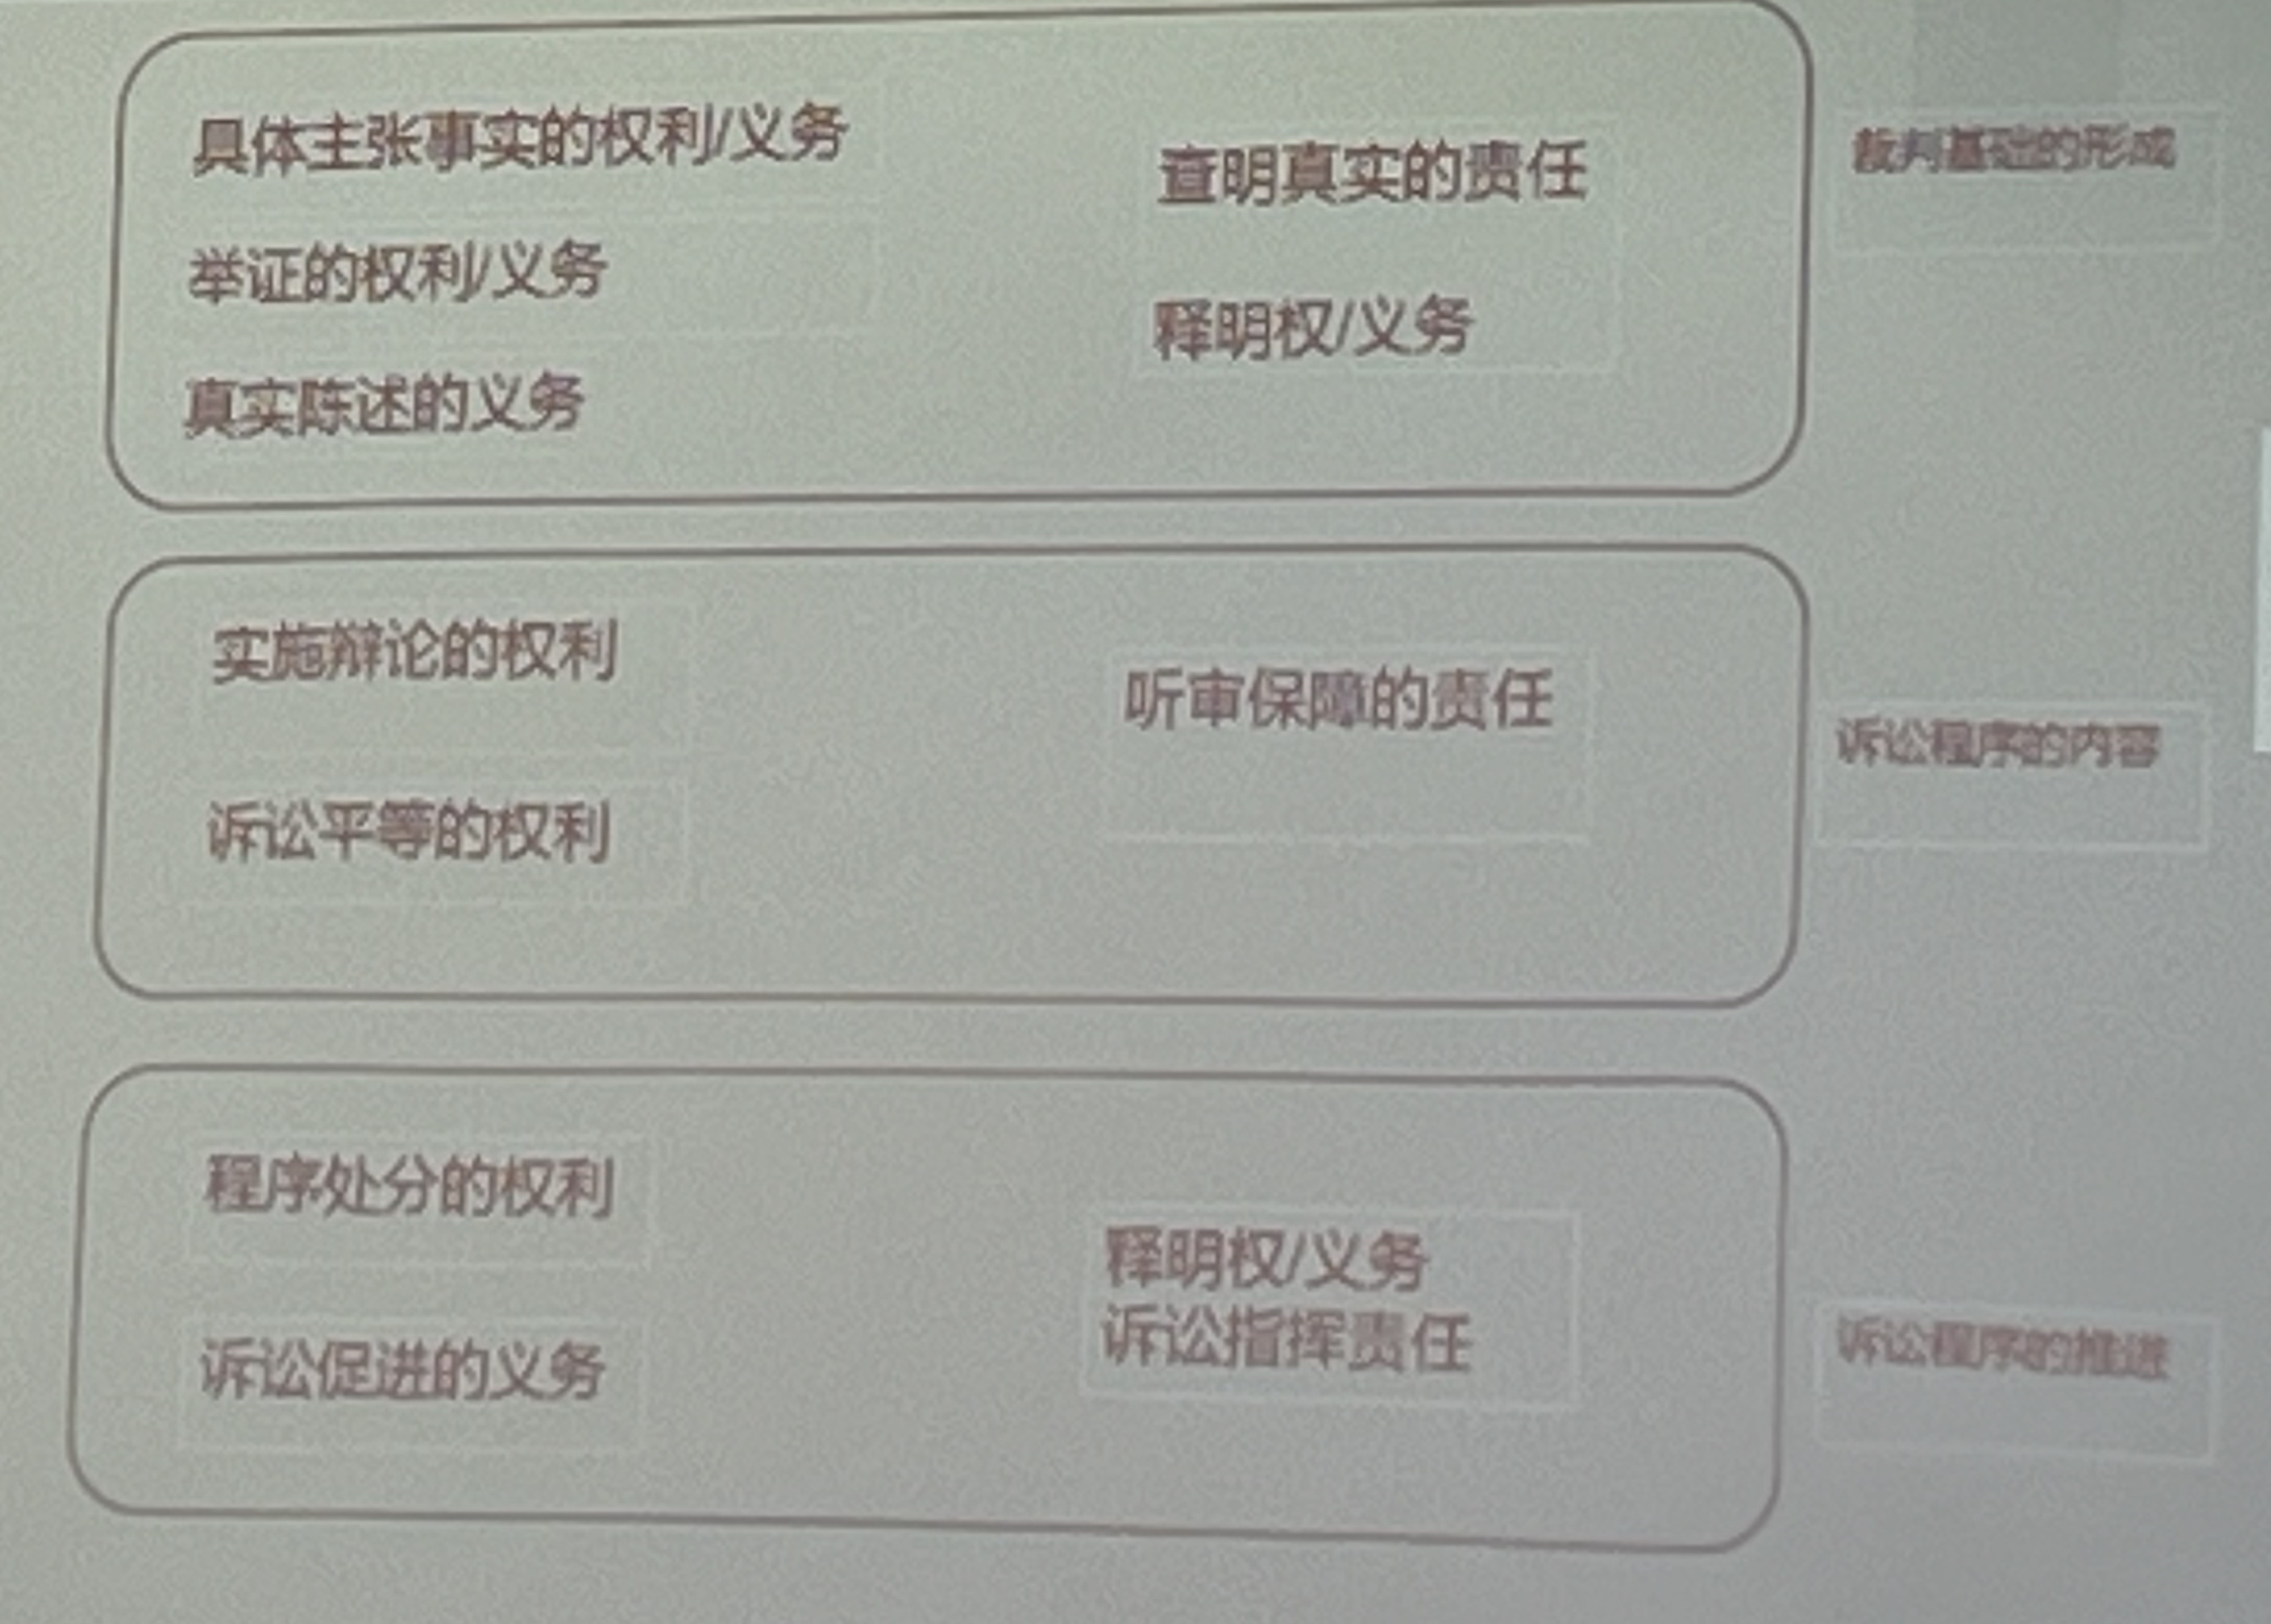 具体主张事实的权利/义务
举证的权利/义务
真实陈述的义务
查明真实的责任
释明权/义务
裁判基础的形成
实施辩论的权利
诉讼平等的权利
听审保障的责任
诉讼程序的内容
程序处分的权利
诉讼促进的义务
释明权/义务
诉讼指挥责任
诉讼程序的推进